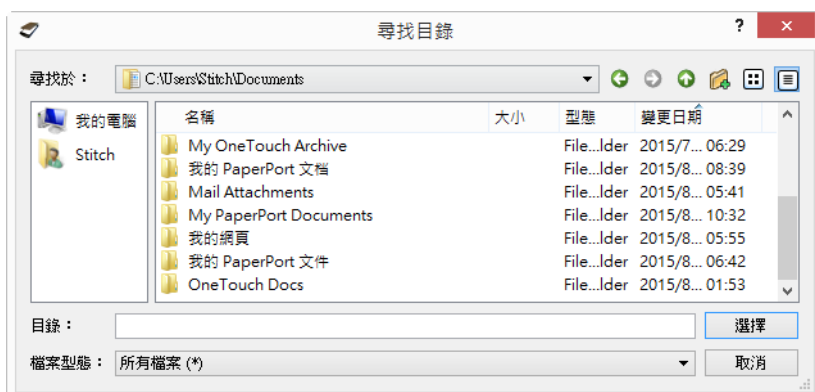 尋找目錄
尋找於： C:\Users\Stitch\Documents
我的電腦
Stitch
名稱 大小 型態 變更日期
My OneTouch Archive File...lder 2015/7... 06:29
我的 PaperPort 文檔 File...lder 2015/8... 08:39
Mail Attachments File...lder 2015/8... 05:41
My PaperPort Documents File...lder 2015/8... 10:32
我的網頁 File...lder 2015/8... 05:55
我的 PaperPort 文件 File...lder 2015/8... 06:42
OneTouch Docs File...lder 2015/8... 01:53
目錄： 選擇
檔案型態： 所有檔案 (*) 取消